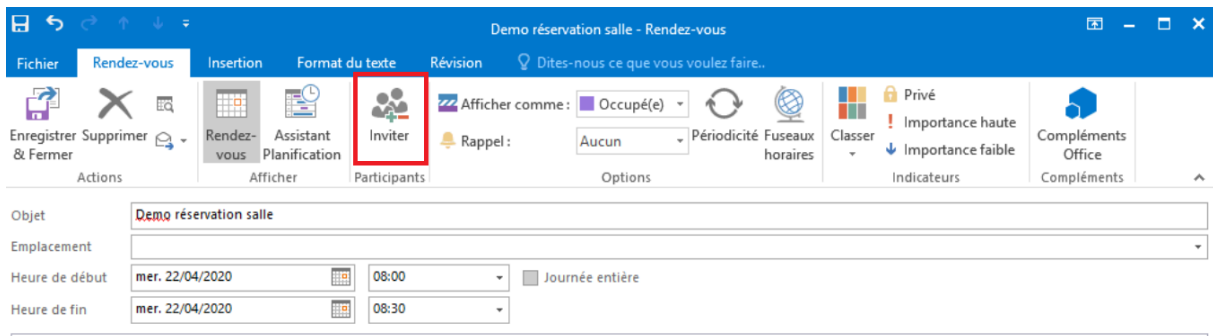 Demo réservation salle - Rendez-vous
Fichier Rendez-vous Insertion Format du texte Révision Dites-nous ce que vous voulez faire..
Enregistrer & Fermer
Supprimer
Actions
Rendez-vous
Assistant Planification
Afficher
Inviter
Participants
Afficher comme : Occupé(e)
Rappel : Aucun
Périodicité
Fuseaux horaires
Options
Classer
Privé
Importance haute
Importance faible
Indicateurs
Compléments Office
Compléments
Objet Demo réservation salle
Emplacement
Heure de début mer. 22/04/2020 08:00 Journée entière
Heure de fin mer. 22/04/2020 08:30